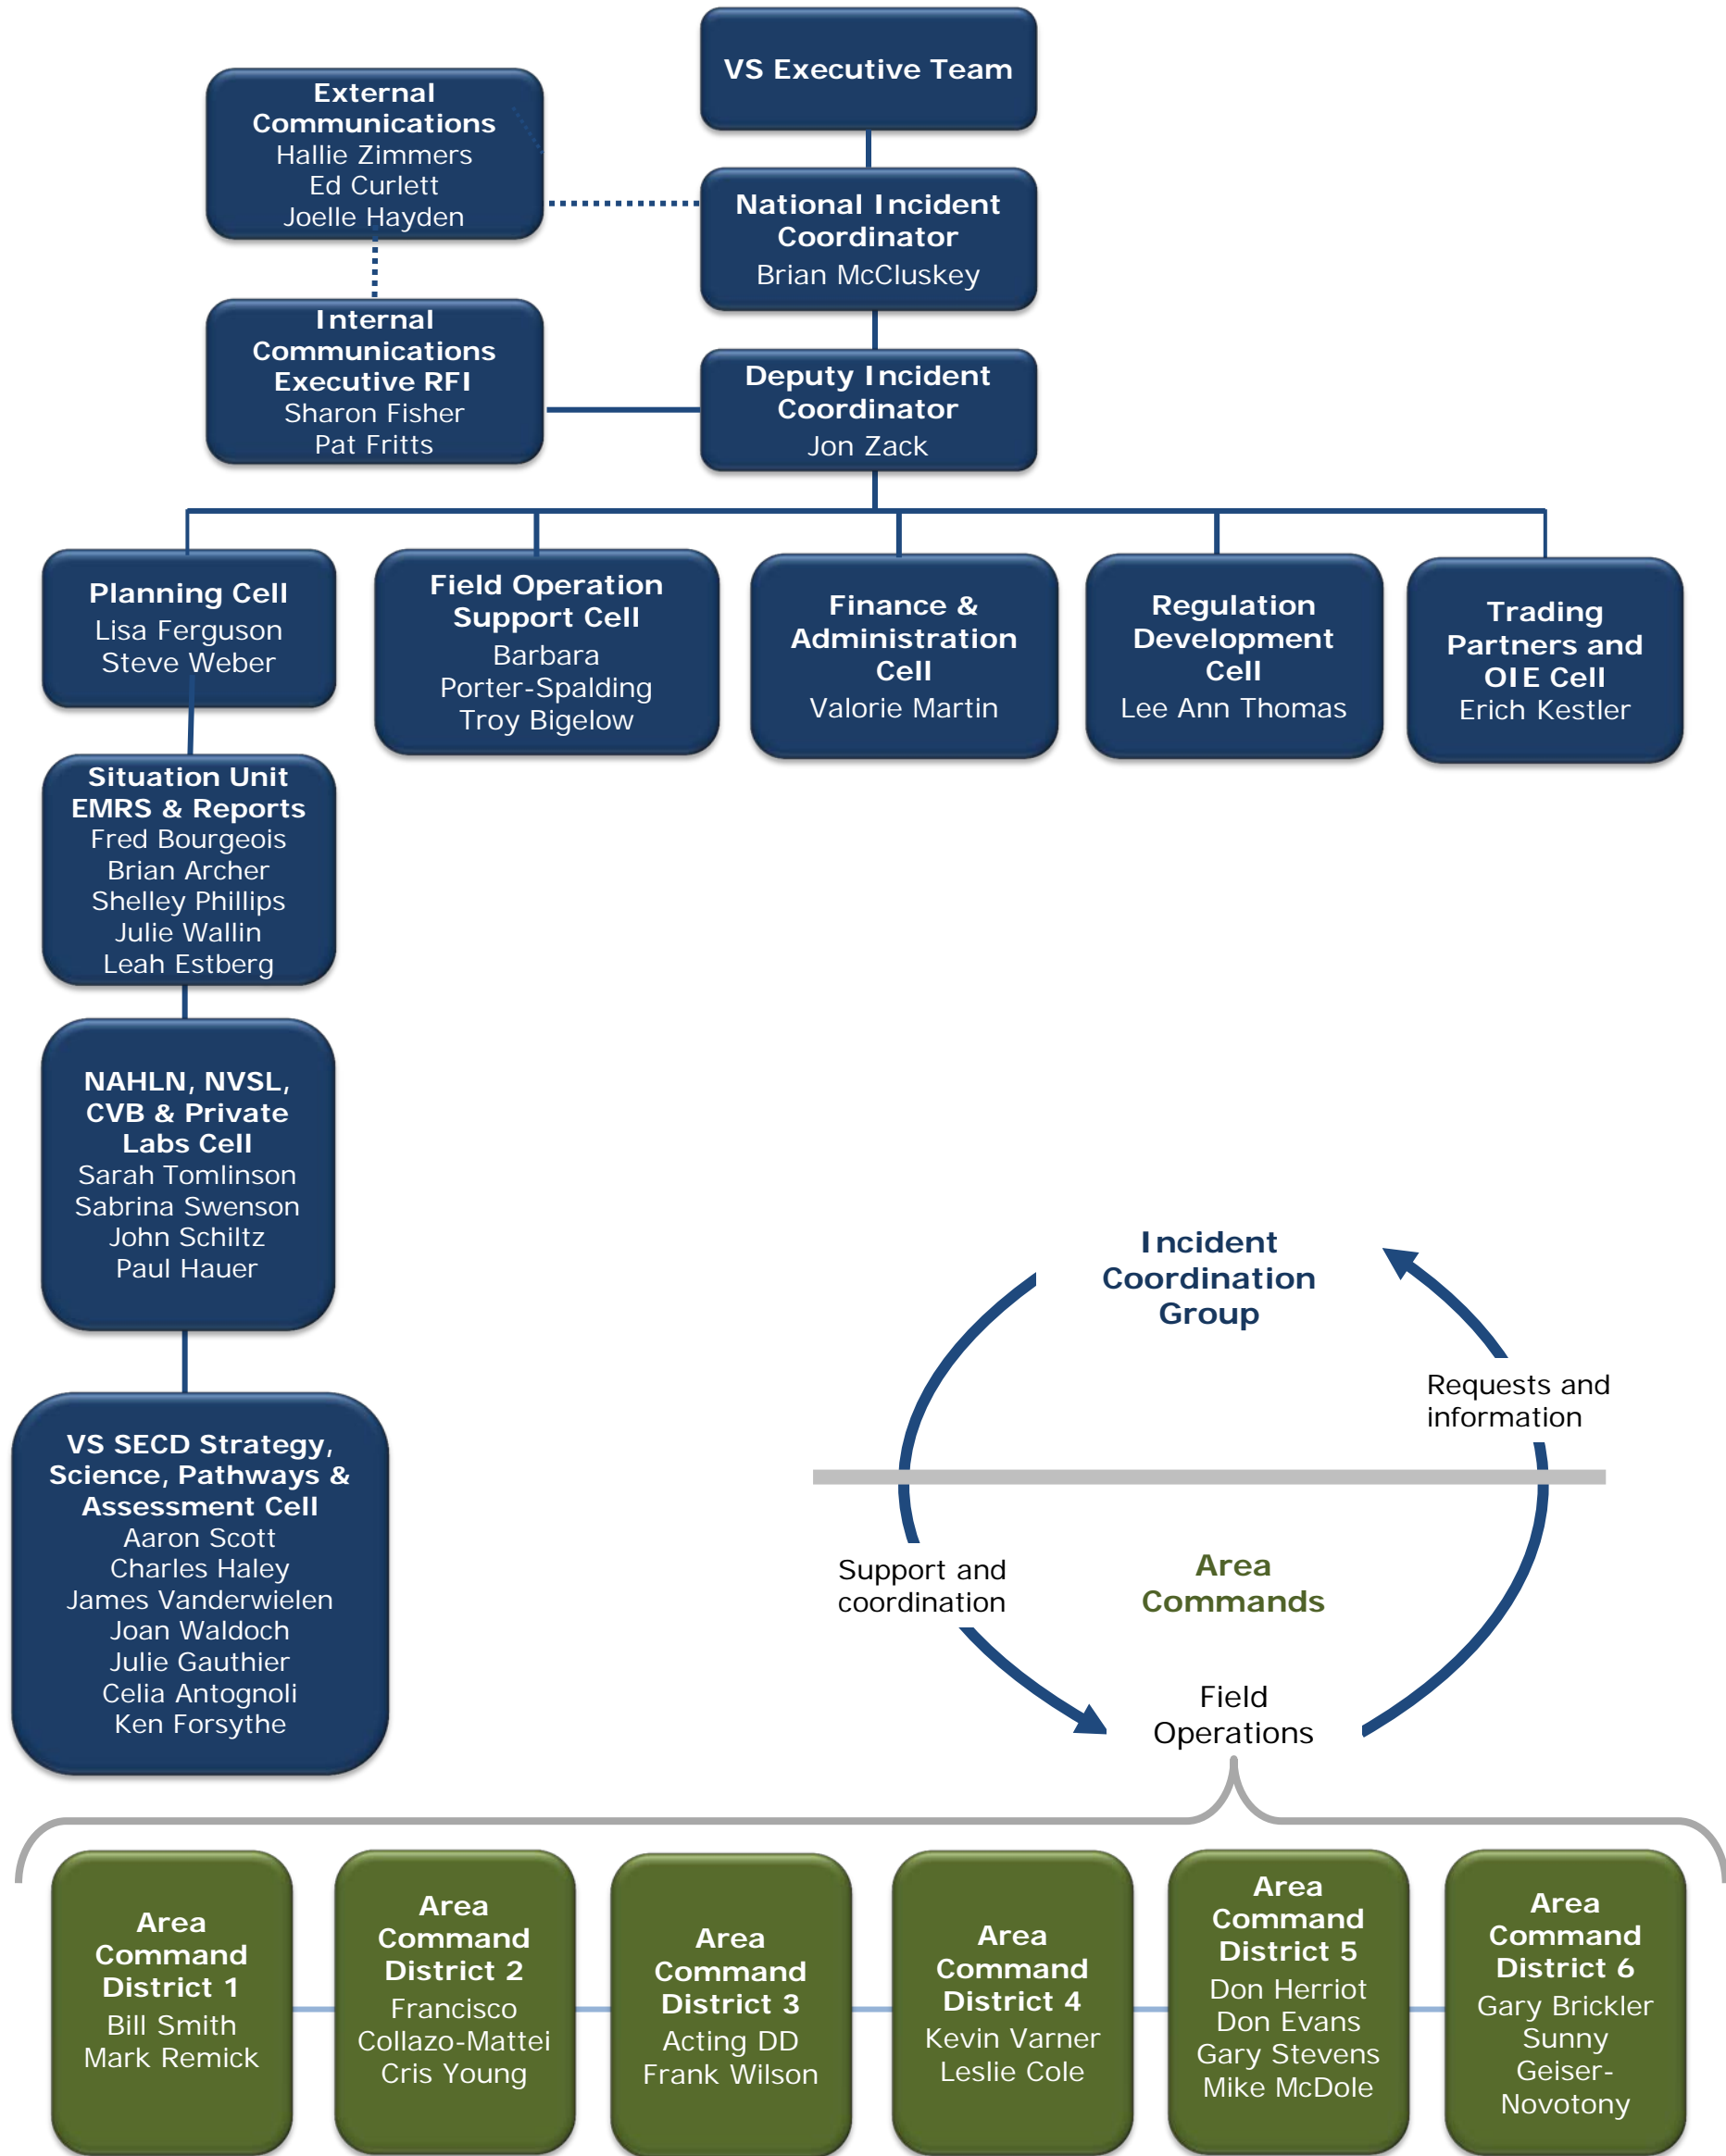 VS Executive Team
External
Communications
Hallie Zimmers
Ed Curlett
Joelle Hayden
National Incident
Coordinator
Brian McCluskey
Internal
Communications
Executive RFI
Sharon Fisher
Pat Fritts
Deputy Incident
Coordinator
Jon Zack
Planning Cell
Lisa Ferguson
Steve Weber
Field Operation
Support Cell
Barbara
Porter-Spalding
Troy Bigelow
Finance &
Administration
Cell
Valorie Martin
Regulation
Development
Cell
Lee Ann Thomas
Trading
Partners and
OIE Cell
Erich Kestler
Situation Unit
EMRS & Reports
Fred Bourgeois
Brian Archer
Shelley Phillips
Julie Wallin
Leah Estberg
NAHLN, NVSL,
CVB & Private
Labs Cell
Sarah Tomlinson
Sabrina Swenson
John Schiltz
Paul Hauer
VS SECD Strategy,
Science, Pathways &
Assessment Cell
Aaron Scott
Charles Haley
James Vanderwielen
Joan Waldoch
Julie Gauthier
Celia Antognoli
Ken Forsythe
Incident
Coordination
Group
Requests and
information
Support and
coordination
Area
Commands
Field
Operations
Area
Command
District 1
Bill Smith
Mark Remick
Area
Command
District 2
Francisco
Collazo-Mattei
Cris Young
Area
Command
District 3
Acting DD
Frank Wilson
Area
Command
District 4
Kevin Varner
Leslie Cole
Area
Command
District 5
Don Herriot
Don Evans
Gary Stevens
Mike McDole
Area
Command
District 6
Gary Brickler
Sunny
Geiser-
Novotony